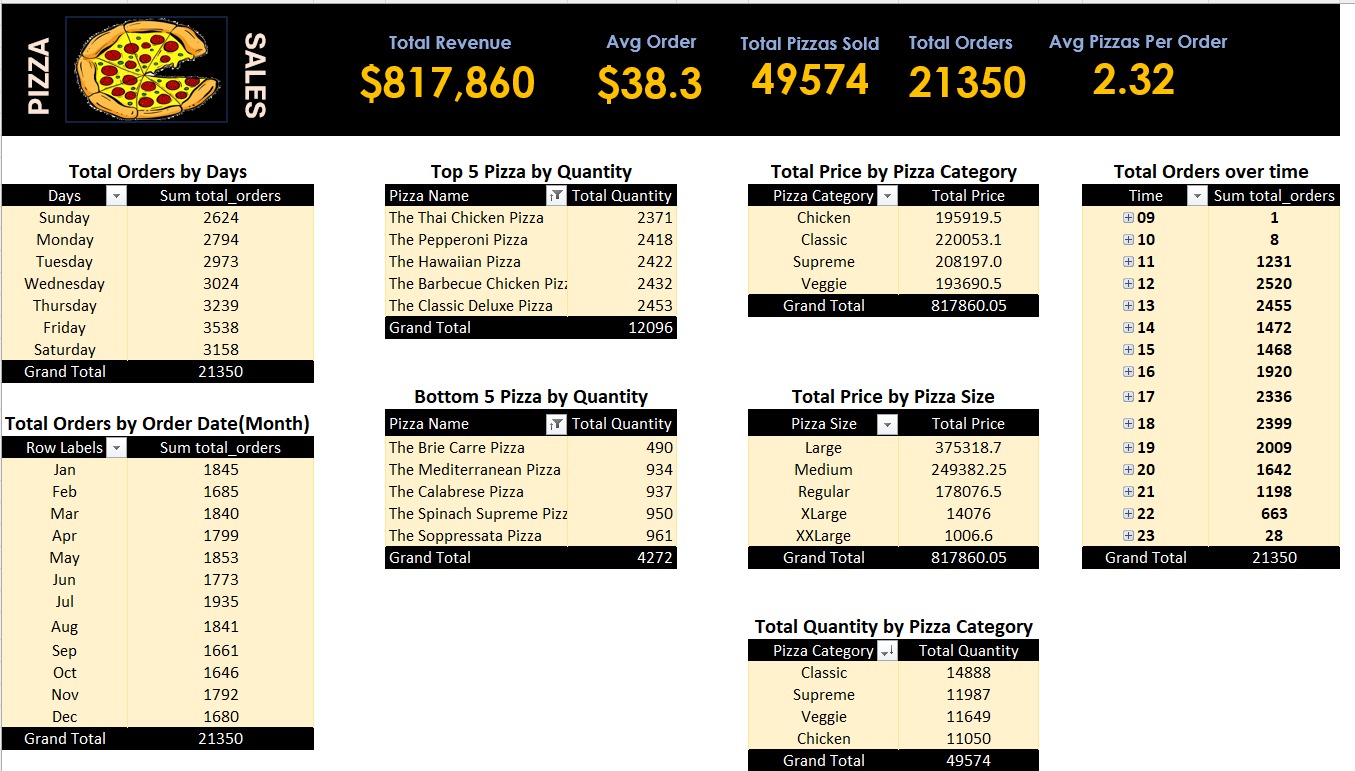 PIZZA
SALES
Total Revenue
$817,860
Avg Order
$38.3
Total Pizzas Sold
49574
Total Orders
21350
Avg Pizzas Per Order
2.32
Total Orders by Days
Days Sum total_orders
Sunday 2624
Monday 2794
Tuesday 2973
Wednesday 3024
Thursday 3239
Friday 3538
Saturday 3158
Grand Total 21350
Total Orders by Order Date(Month)
Row Labels Sum total_orders
Jan 1845
Feb 1685
Mar 1840
Apr 1799
May 1853
Jun 1773
Jul 1935
Aug 1841
Sep 1661
Oct 1646
Nov 1792
Dec 1680
Grand Total 21350
Top 5 Pizza by Quantity
Pizza Name Total Quantity
The Thai Chicken Pizza 2371
The Pepperoni Pizza 2418
The Hawaiian Pizza 2422
The Barbecue Chicken Pizz 2432
The Classic Deluxe Pizza 2453
Grand Total 12096
Bottom 5 Pizza by Quantity
Pizza Name Total Quantity
The Brie Carre Pizza 490
The Mediterranean Pizza 934
The Calabrese Pizza 937
The Spinach Supreme Pizz 950
The Soppressata Pizza 961
Grand Total 4272
Total Price by Pizza Category
Pizza Category Total Price
Chicken 195919.5
Classic 220053.1
Supreme 208197.0
Veggie 193690.5
Grand Total 817860.05
Total Price by Pizza Size
Pizza Size Total Price
Large 375318.7
Medium 249382.25
Regular 178076.5
XLarge 14076
XXLarge 1006.6
Grand Total 817860.05
Total Quantity by Pizza Category
Pizza Category Total Quantity
Classic 14888
Supreme 11987
Veggie 11649
Chicken 11050
Grand Total 49574
Total Orders over time
Time Sum total_orders
09 1
10 8
11 1231
12 2520
13 2455
14 1472
15 1468
16 1920
17 2336
18 2399
19 2009
20 1642
21 1198
22 663
23 28
Grand Total 21350